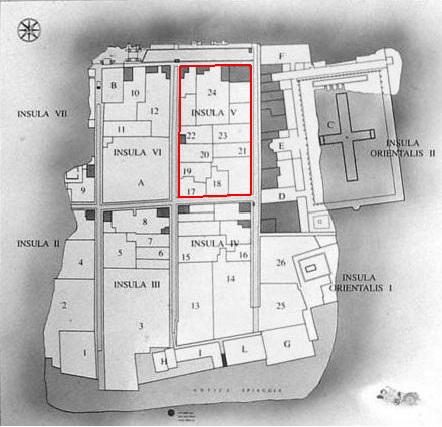 F
B
10
24
12
INSULA VII
INSULA V
C
11
22
23
INSULA
ORIENTALIS II
INSULA VI
E
20
21
19
A
18
9
17
D
8
INSULA II
7
INSULA IV
5
6
15
16
4
26
INSULA III
14
INSULA
ORIENTALIS I
2
13
25
3
1
H
I
L
G
ANTICA SPIAGGIA